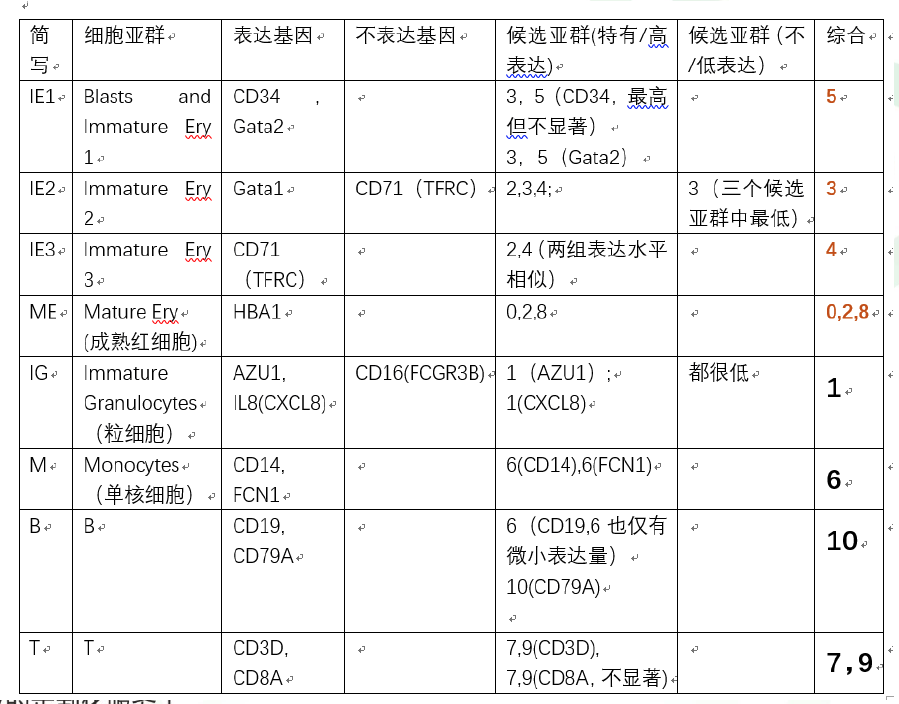 简写 细胞亚群 表达基因 不表达基因 候选亚群(特有/高表达) 候选亚群（不/低表达） 综合
IE1 Blasts and Immature Ery 1 CD34 , Gata2 3, 5（CD34, 最高但不显著） 3, 5（Gata2） 5
IE2 Immature Ery 2 Gata1 CD71（TFRC） 2,3,4; 3（三个候选亚群中最低） 3
IE3 Immature Ery 3 CD71（TFRC） 2,4（两组表达水平相似） 4
ME Mature Ery (成熟红细胞) HBA1 0,2,8 0,2,8
IG Immature Granulocytes（粒细胞） AZU1, IL8(CXCL8) CD16(FCGR3B) 1（AZU1）; 1(CXCL8) 都很低 1
M Monocytes（单核细胞） CD14, FCN1 6(CD14),6(FCN1) 6
B B CD19, CD79A 6（CD19,6 也仅有微小表达量） 10(CD79A) 10
T T CD3D, CD8A 7,9(CD3D), 7,9(CD8A, 不显著) 7,9